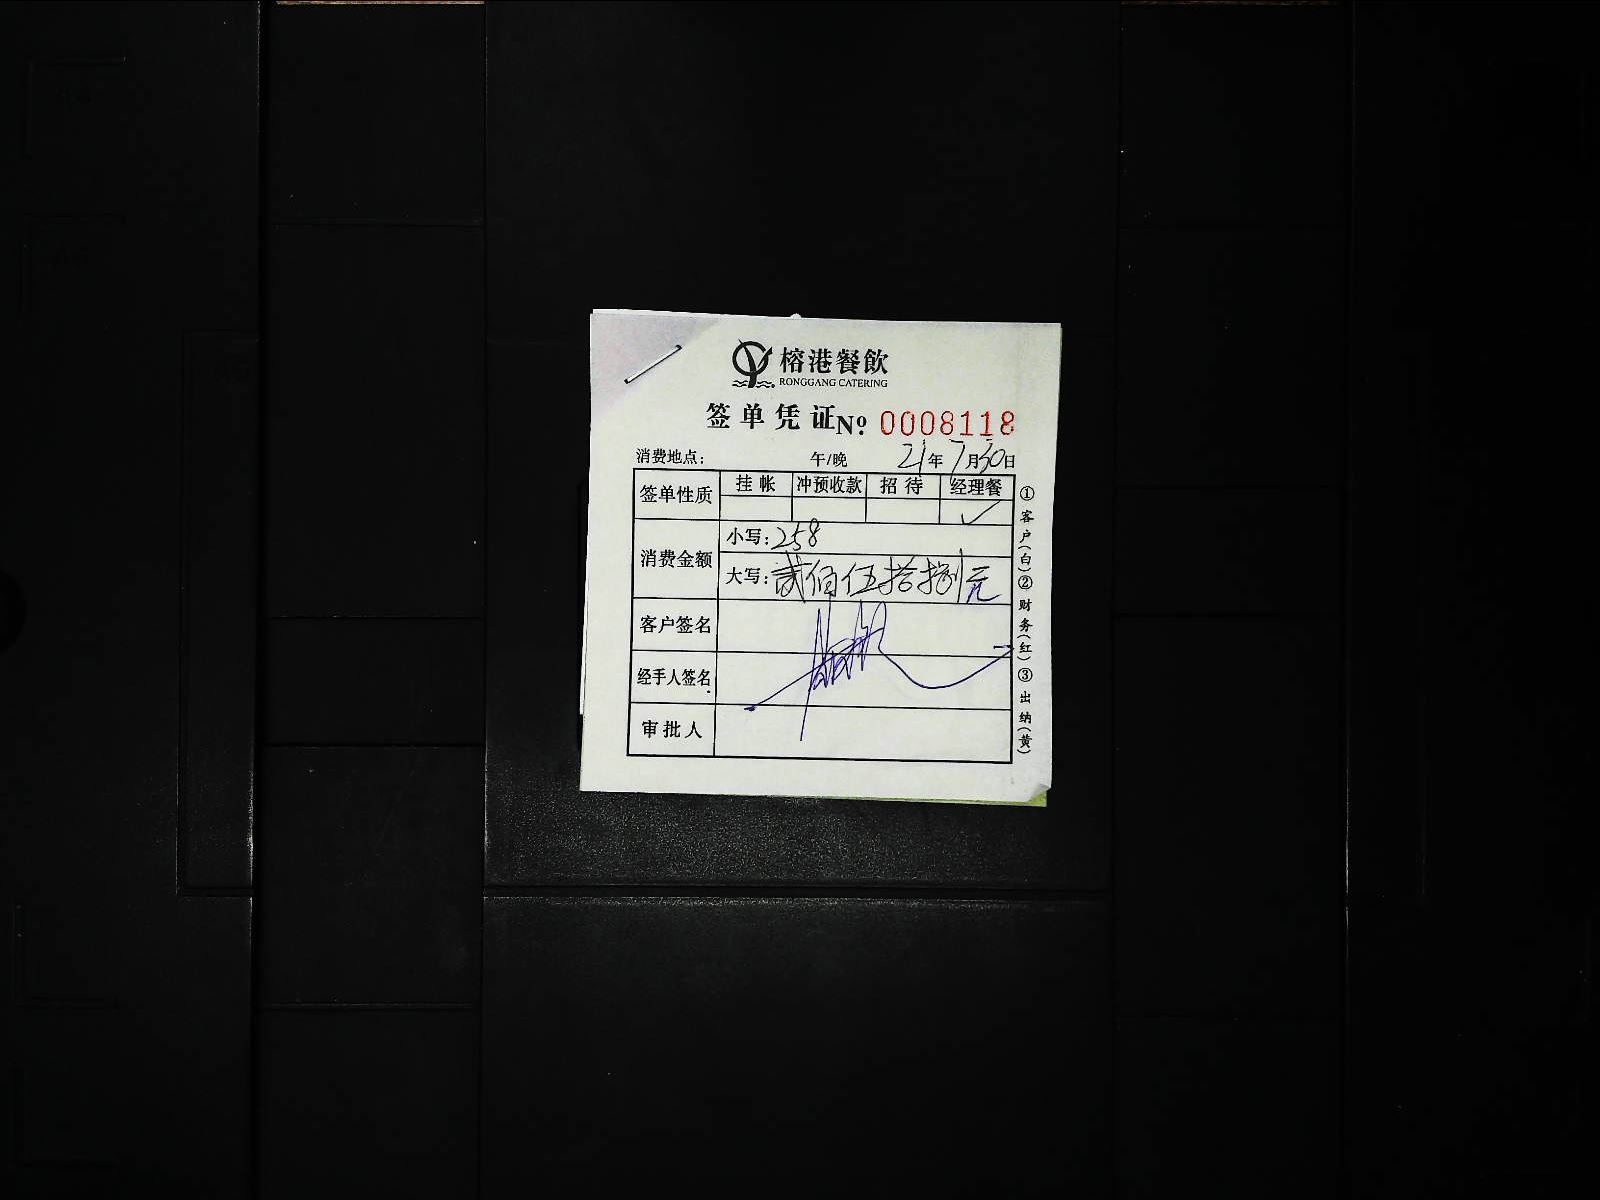 榕港餐飲
RONGGANG CATERING
签单凭证 Nº 0008118
消费地点： 午/晚 21年7月30日
签单性质 挂帐 冲预收款 招待 经理餐
✓
消费金额 小写：258
大写：贰佰伍拾捌元
客户签名
经手人签名
审批人
①客户（白）②财务（红）③出纳（黄）